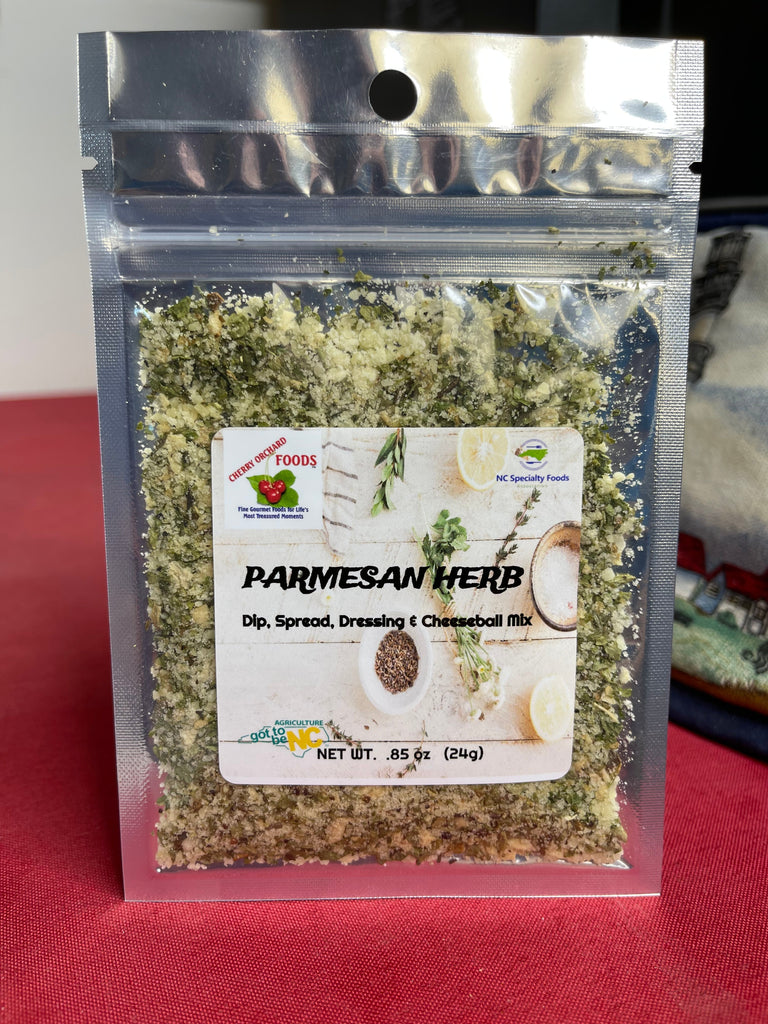 CHERRY ORCHARD
FOODS
Fine Gourmet Foods for Life's
Most Treasured Moments
NC Specialty Foods
PARMESAN HERB
Dip, Spread, Dressing & Cheeseball Mix
AGRICULTURE
got to
be NC
NET WT. .85 oz (24g)